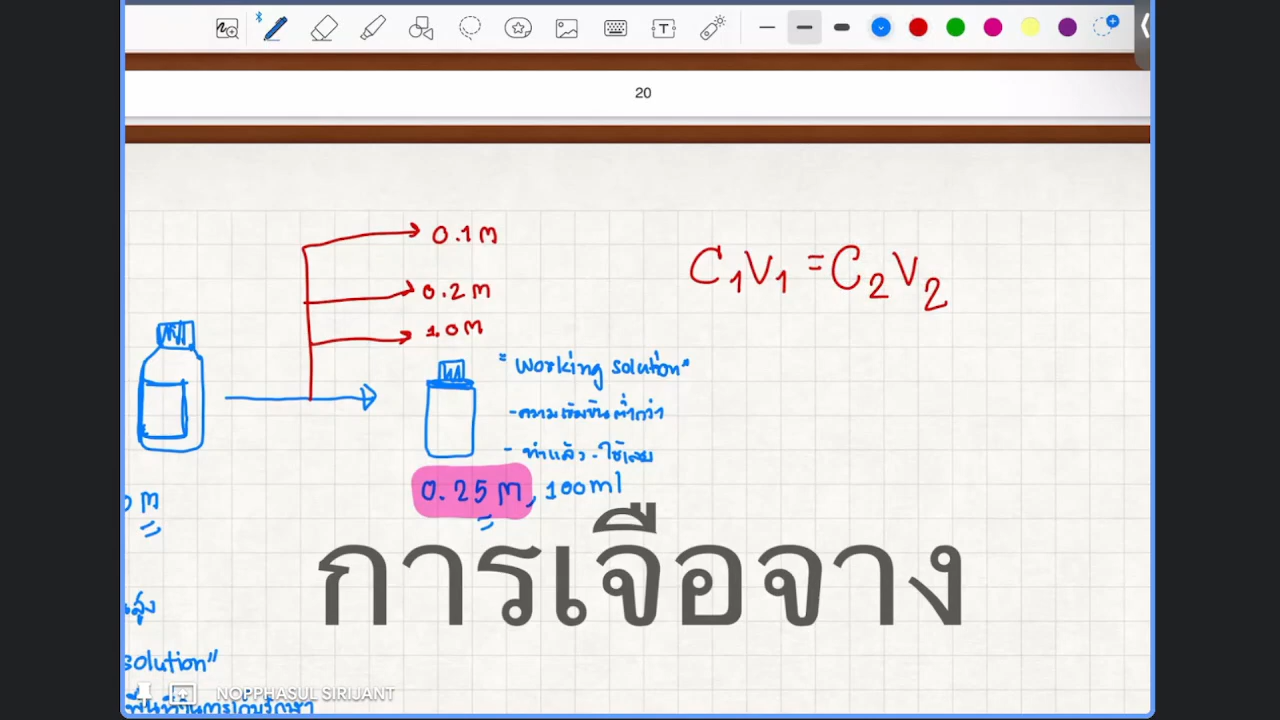 20
0.1 M
0.2 M
1.0 M
C₁V₁ = C₂V₂
"working solution"
- ความเข้มข้นต่ำกว่า
- ทำแล้ว - ใช้เลย
0.25 M, 100 ml
M
การเจือจาง
solution"
NOPPHASUL SIRIJANT